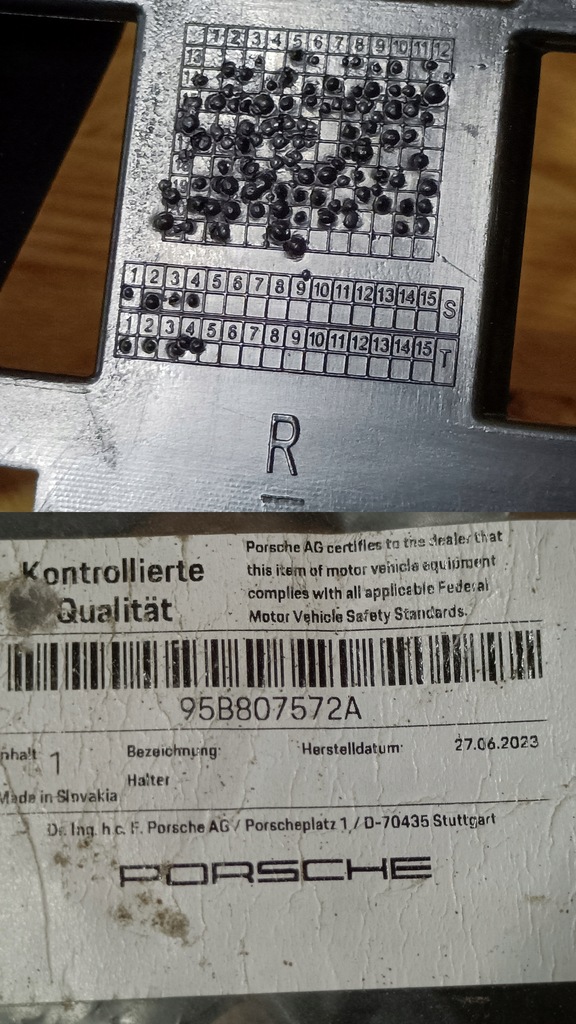 1 2 3 4 5 6 7 8 9 10 11 12
13
19
1 2 3 4 5 6 7 8 9 10 11 12 13 14 15 S
1 2 3 4 5 6 7 8 9 10 11 12 13 14 15 T
R
Kontrollierte
Qualität
Porsche AG certifies to the dealer that
this item of motor vehicle equipment
complies with all applicable Federal
Motor Vehicle Safety Standards.
95B807572A
nhalt: 1 Bezeichnung: Herstelldatum: 27.06.2023
Halter
Made in Slovakia
Dr. Ing. h.c. F. Porsche AG / Porscheplatz 1 / D-70435 Stuttgart
PORSCHE